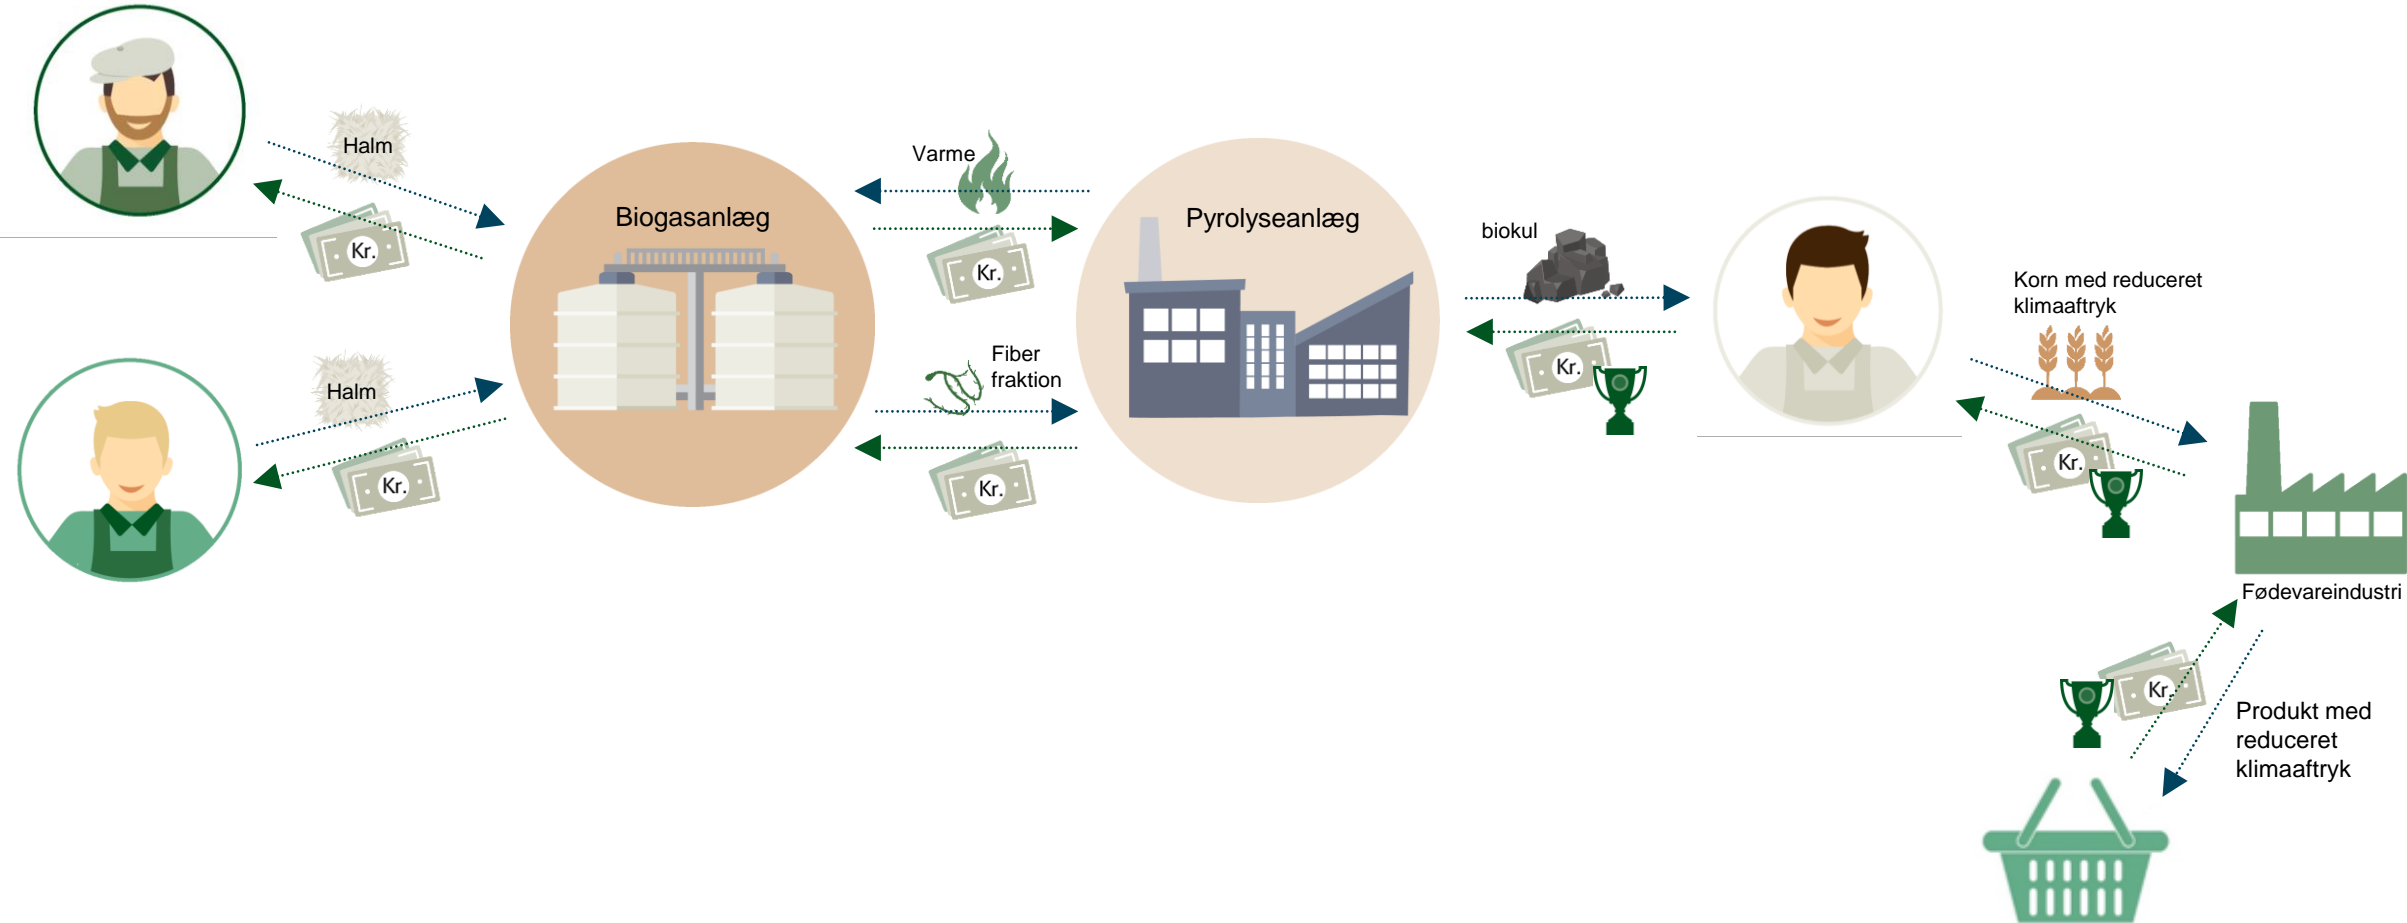 Halm
Kr.
Halm
Kr.
Biogasanlæg
Varme
Kr.
Fiber
fraktion
Kr.
Pyrolyseanlæg
biokul
Kr.
Korn med reduceret
klimaaftryk
Kr.
Fødevareindustri
Kr.
Produkt med
reduceret
klimaaftryk